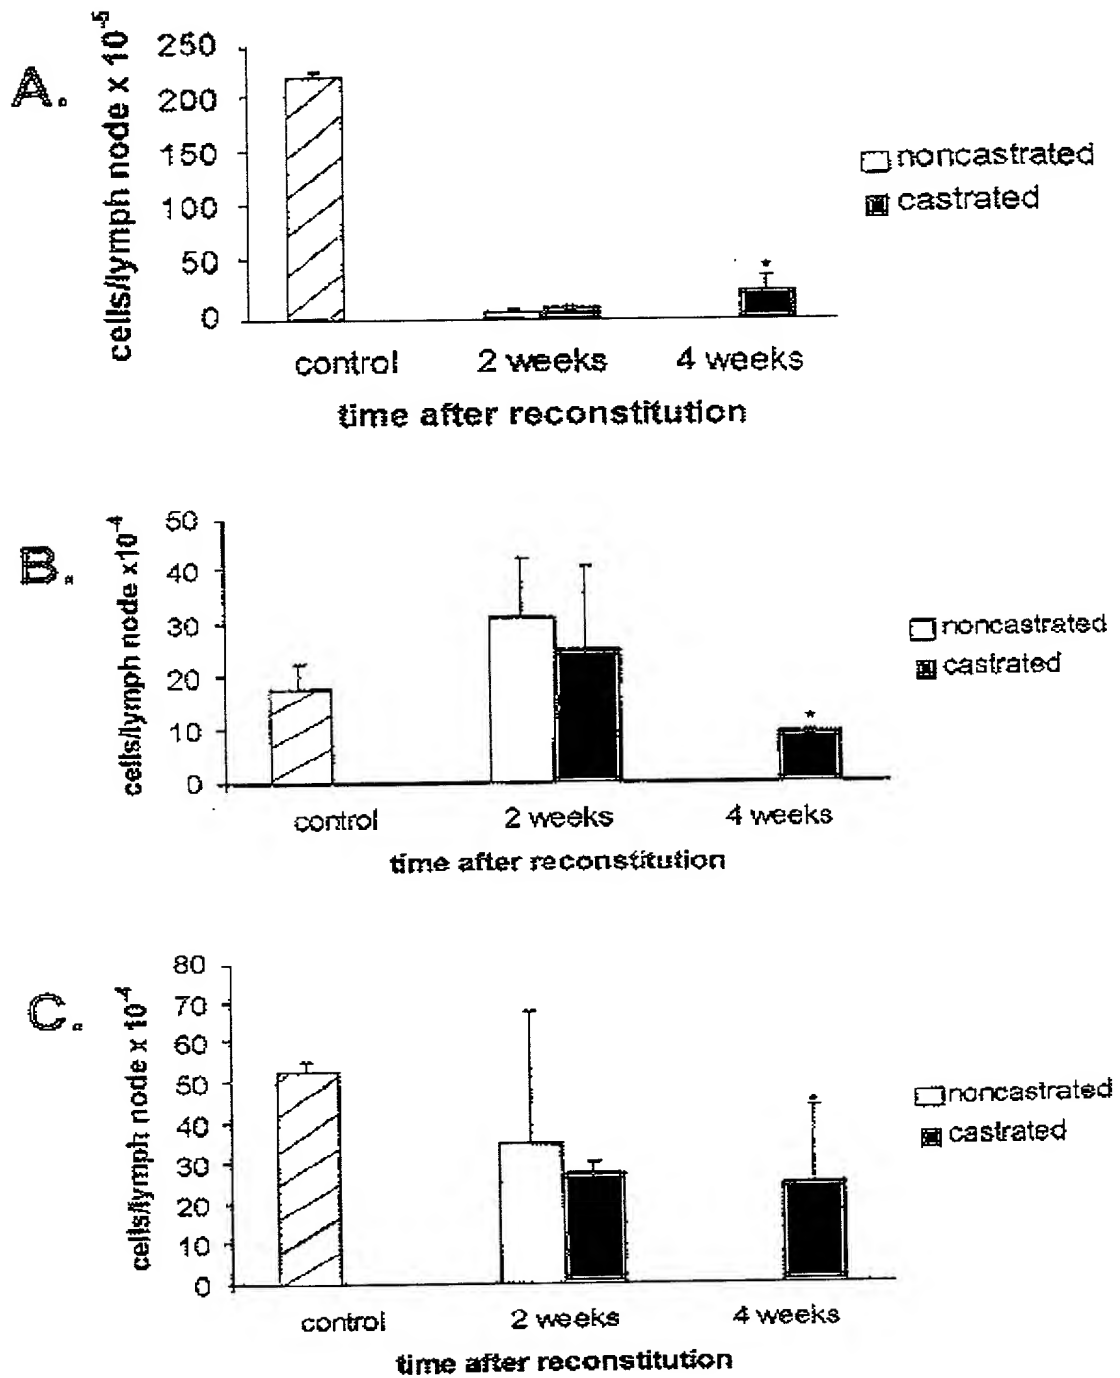 A.
cells/lymph node x 10⁻⁵
250
200
150
100
50
0
noncastrated
castrated
*
control 2 weeks 4 weeks
time after reconstitution
B.
cells/lymph node x10⁻⁴
50
40
30
20
10
0
noncastrated
castrated
*
control 2 weeks 4 weeks
time after reconstitution
C.
cells/lymph node x 10⁻⁴
80
70
60
50
40
30
20
10
0
noncastrated
castrated
control 2 weeks 4 weeks
time after reconstitution